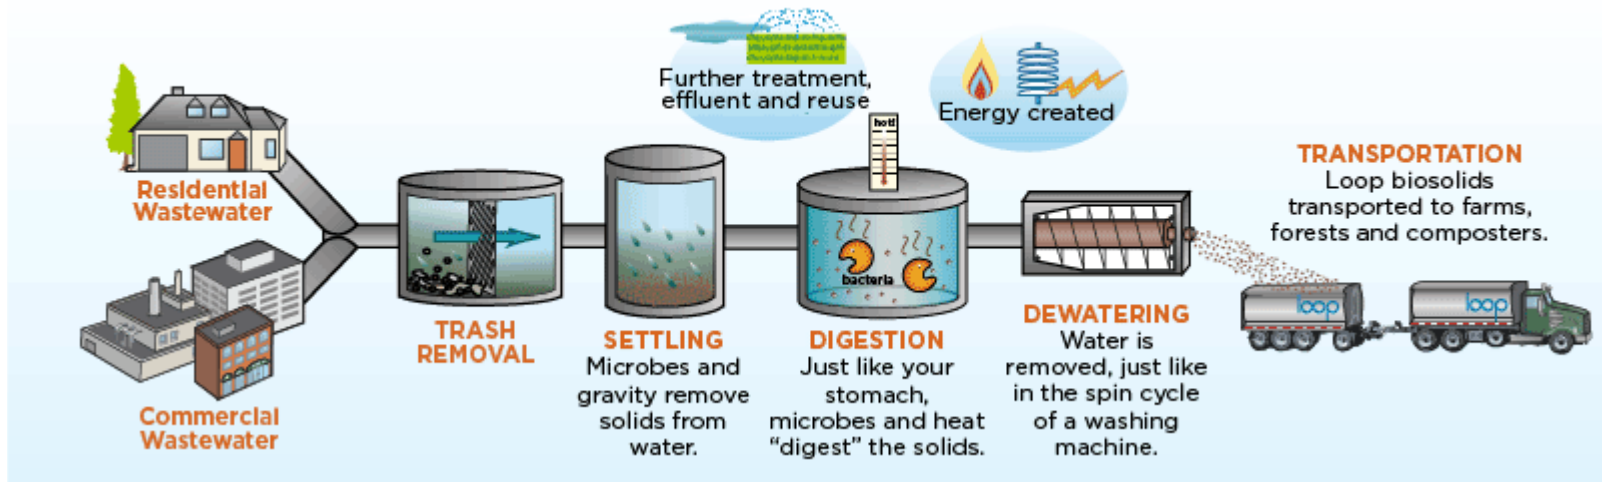 Further treatment,
effluent and reuse
Energy created
hot!
Residential
Wastewater
Commercial
Wastewater
TRASH
REMOVAL
SETTLING
Microbes and
gravity remove
solids from
water.
bacteria
DIGESTION
Just like your
stomach,
microbes and heat
“digest” the solids.
DEWATERING
Water is
removed, just like
in the spin cycle
of a washing
machine.
TRANSPORTATION
Loop biosolids
transported to farms,
forests and composters.
loop
loop